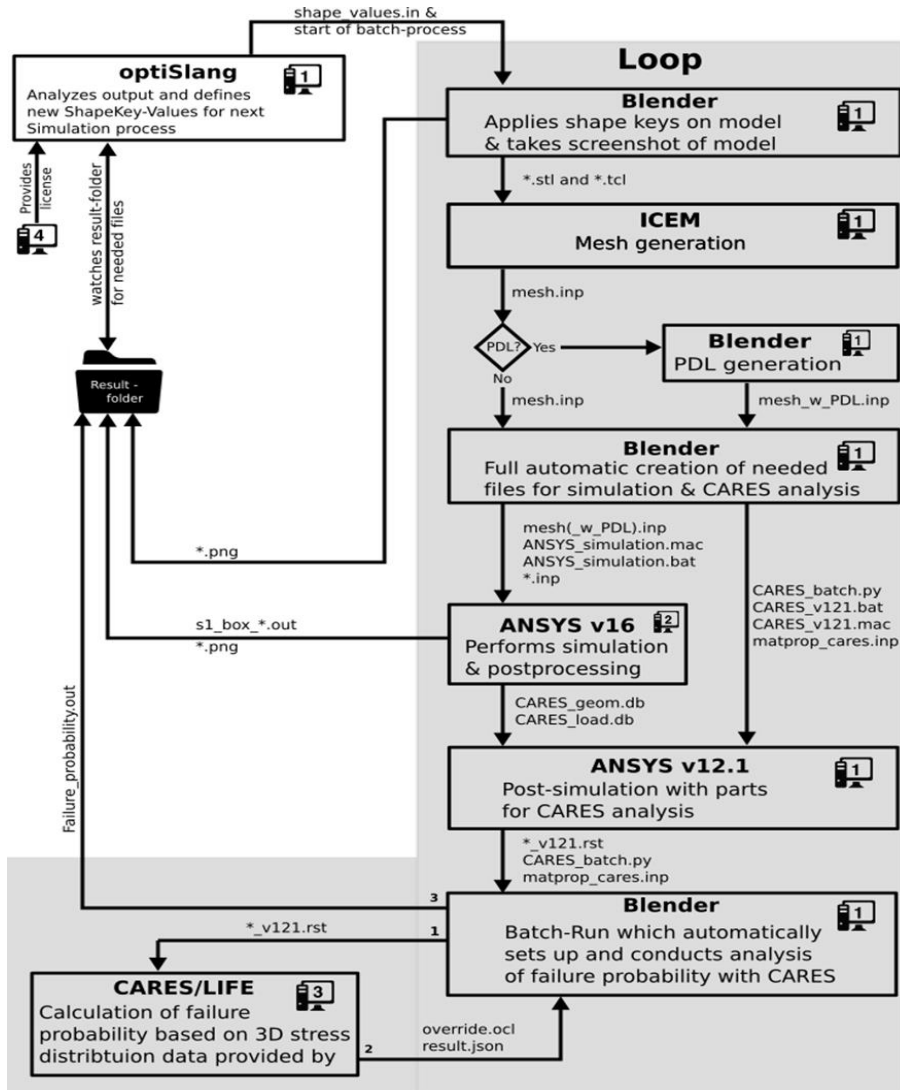 shape_values.in &
start of batch-process
optiSlang
1
Analyzes output and defines
new ShapeKey-Values for next
Simulation process
Provides
license
4
watches result-folder
for needed files
Result -
folder
Loop
Blender
1
Applies shape keys on model
& takes screenshot of model
*.stl and *.tcl
ICEM
1
Mesh generation
mesh.inp
PDL?
Yes
No
Blender
1
PDL generation
mesh.inp
mesh_w_PDL.inp
Blender
1
Full automatic creation of needed
files for simulation & CARES analysis
*.png
mesh(_w_PDL).inp
ANSYS_simulation.mac
ANSYS_simulation.bat
*.inp
CARES_batch.py
CARES_v121.bat
CARES_v121.mac
matprop_cares.inp
s1_box_*.out
*.png
ANSYS v16
2
Performs simulation
& postprocessing
CARES_geom.db
CARES_load.db
Failure_probability.out
ANSYS v12.1
1
Post-simulation with parts
for CARES analysis
*_v121.rst
CARES_batch.py
matprop_cares.inp
3
Blender
1
*_v121.rst
1
Batch-Run which automatically
sets up and conducts analysis
of failure probability with CARES
CARES/LIFE
3
Calculation of failure
probability based on 3D stress
distribtuion data provided by
2
override.ocl
result.json